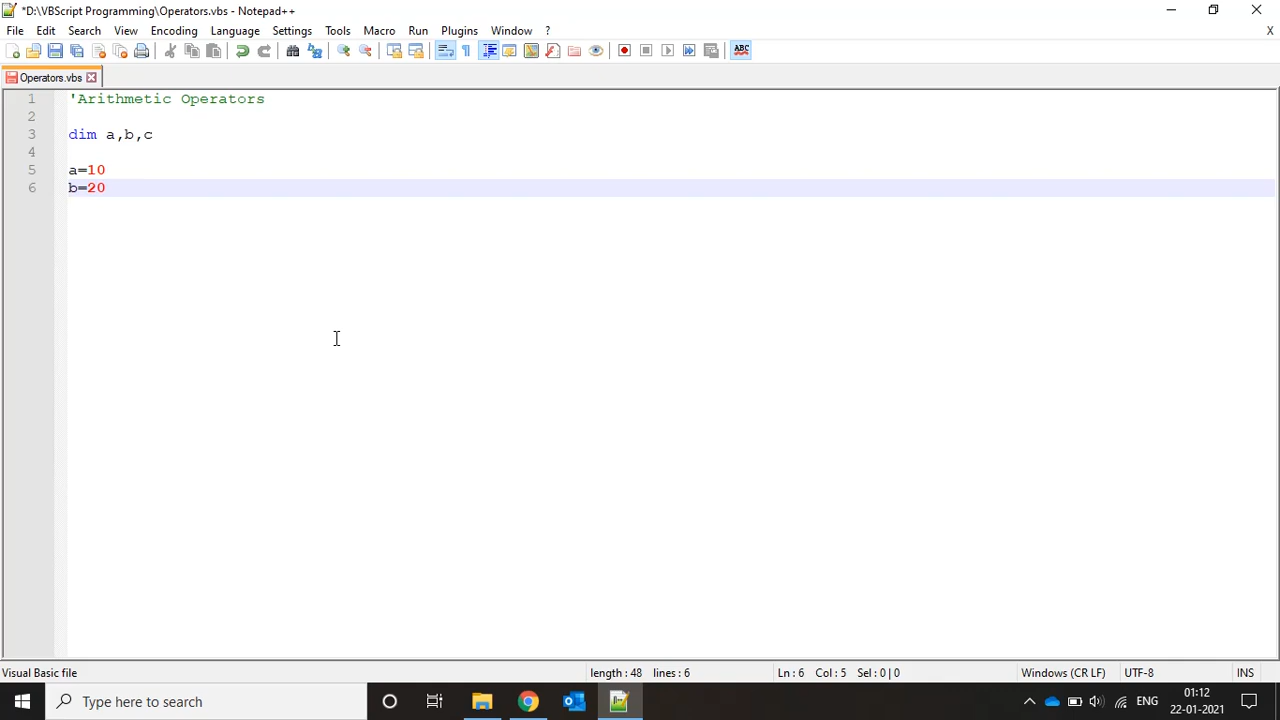 *D:\VBScript Programming\Operators.vbs - Notepad++
File Edit Search View Encoding Language Settings Tools Macro Run Plugins Window ? X
ABC
Operators.vbs
1 'Arithmetic Operators
2
3 dim a,b,c
4
5 a=10
6 b=20
Visual Basic file length : 48 lines : 6 Ln : 6 Col : 5 Sel : 0 | 0 Windows (CR LF) UTF-8 INS
Type here to search ENG 01:12
22-01-2021